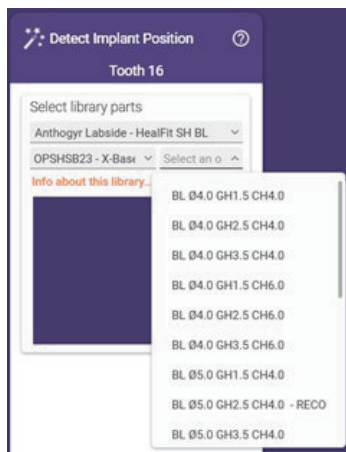 Detect Implant Position ?
Tooth 16
Select library parts
Anthogyr Labside - HealFit SH BL
OPSHSB23 - X-Base Select an o
Info about this library...
BL Ø4.0 GH1.5 CH4.0
BL Ø4.0 GH2.5 CH4.0
BL Ø4.0 GH3.5 CH4.0
BL Ø4.0 GH1.5 CH6.0
BL Ø4.0 GH2.5 CH6.0
BL Ø4.0 GH3.5 CH6.0
BL Ø5.0 GH1.5 CH4.0
BL Ø5.0 GH2.5 CH4.0 - RECO
BL Ø5.0 GH3.5 CH4.0